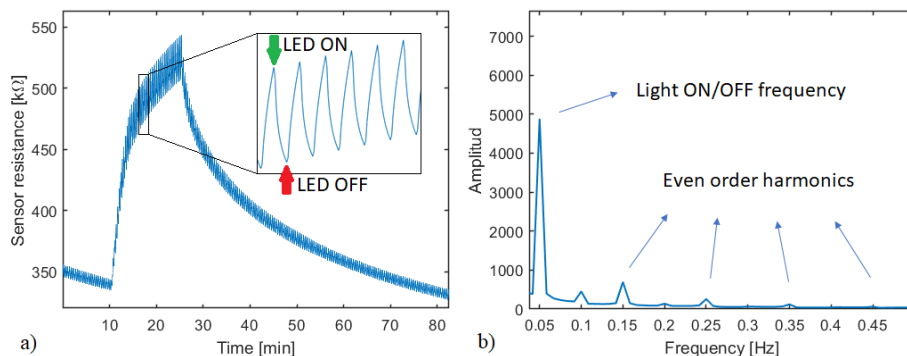 550
500
450
400
350
Sensor resistance [kΩ]
LED ON
LED OFF
10 20 30 40 50 60 70 80
Time [min]
a)
7000
6000
5000
4000
3000
2000
1000
0
Amplitud
Light ON/OFF frequency
Even order harmonics
0.05 0.1 0.15 0.2 0.25 0.3 0.35 0.4 0.45
Frequency [Hz]
b)